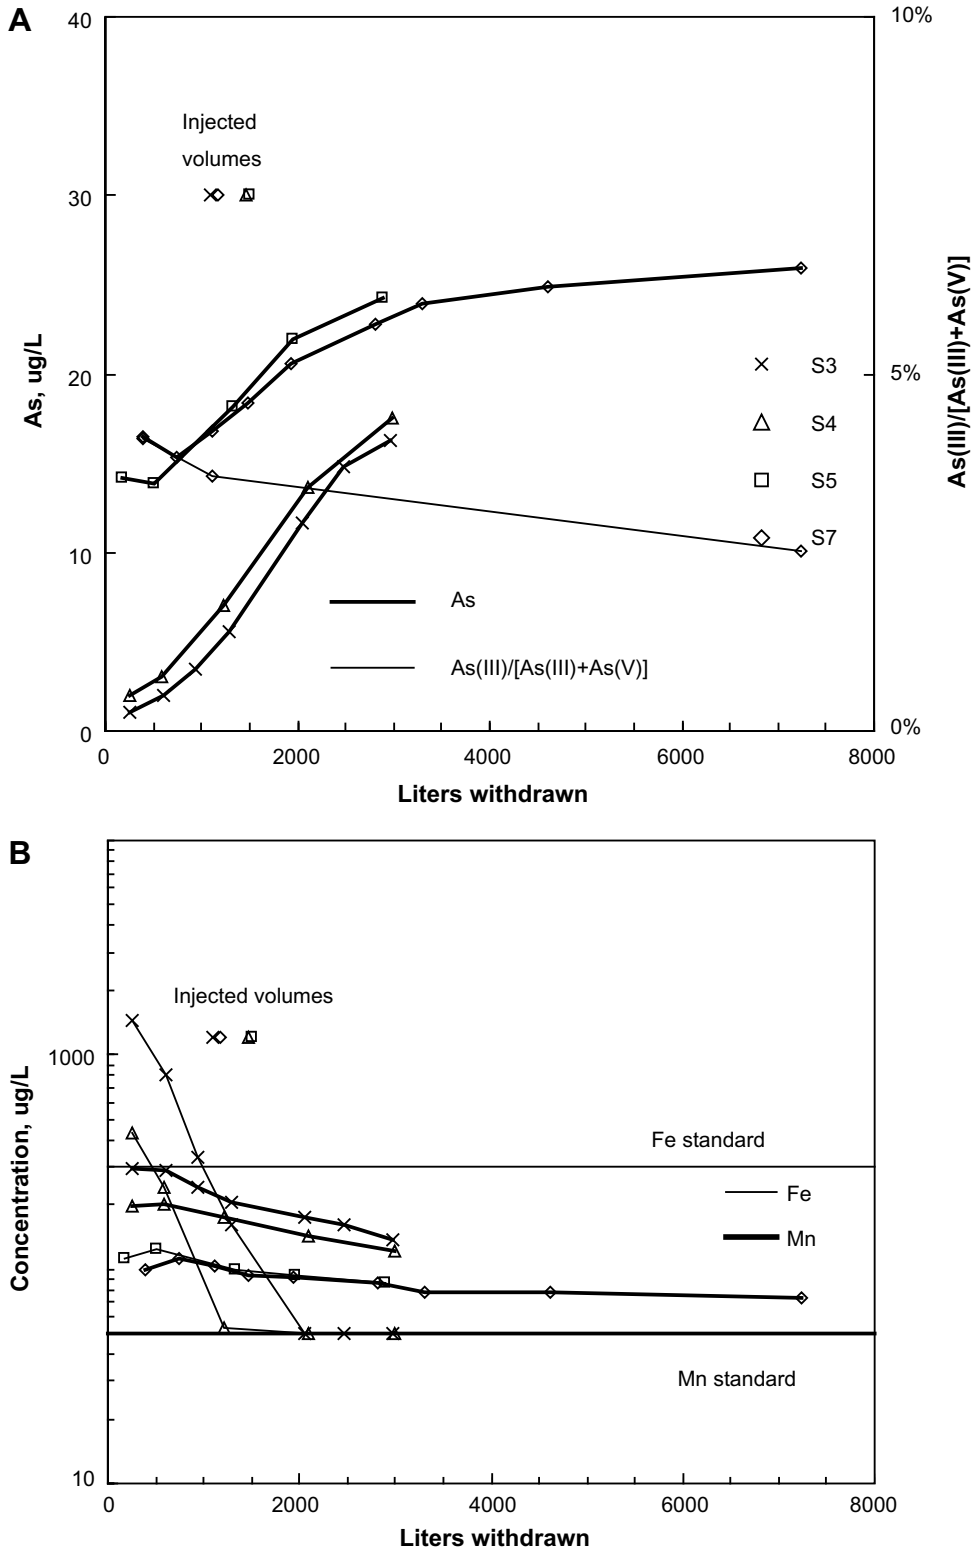 A
40
10%
Injected
volumes
30
As, ug/L
As(III)/[As(III)+As(V)]
20
5%
S3
S4
S5
S7
10
As
As(III)/[As(III)+As(V)]
0
0%
0 2000 4000 6000 8000
Liters withdrawn
B
Injected volumes
1000
Concentration, ug/L
Fe standard
Fe
Mn
Mn standard
10
0 2000 4000 6000 8000
Liters withdrawn